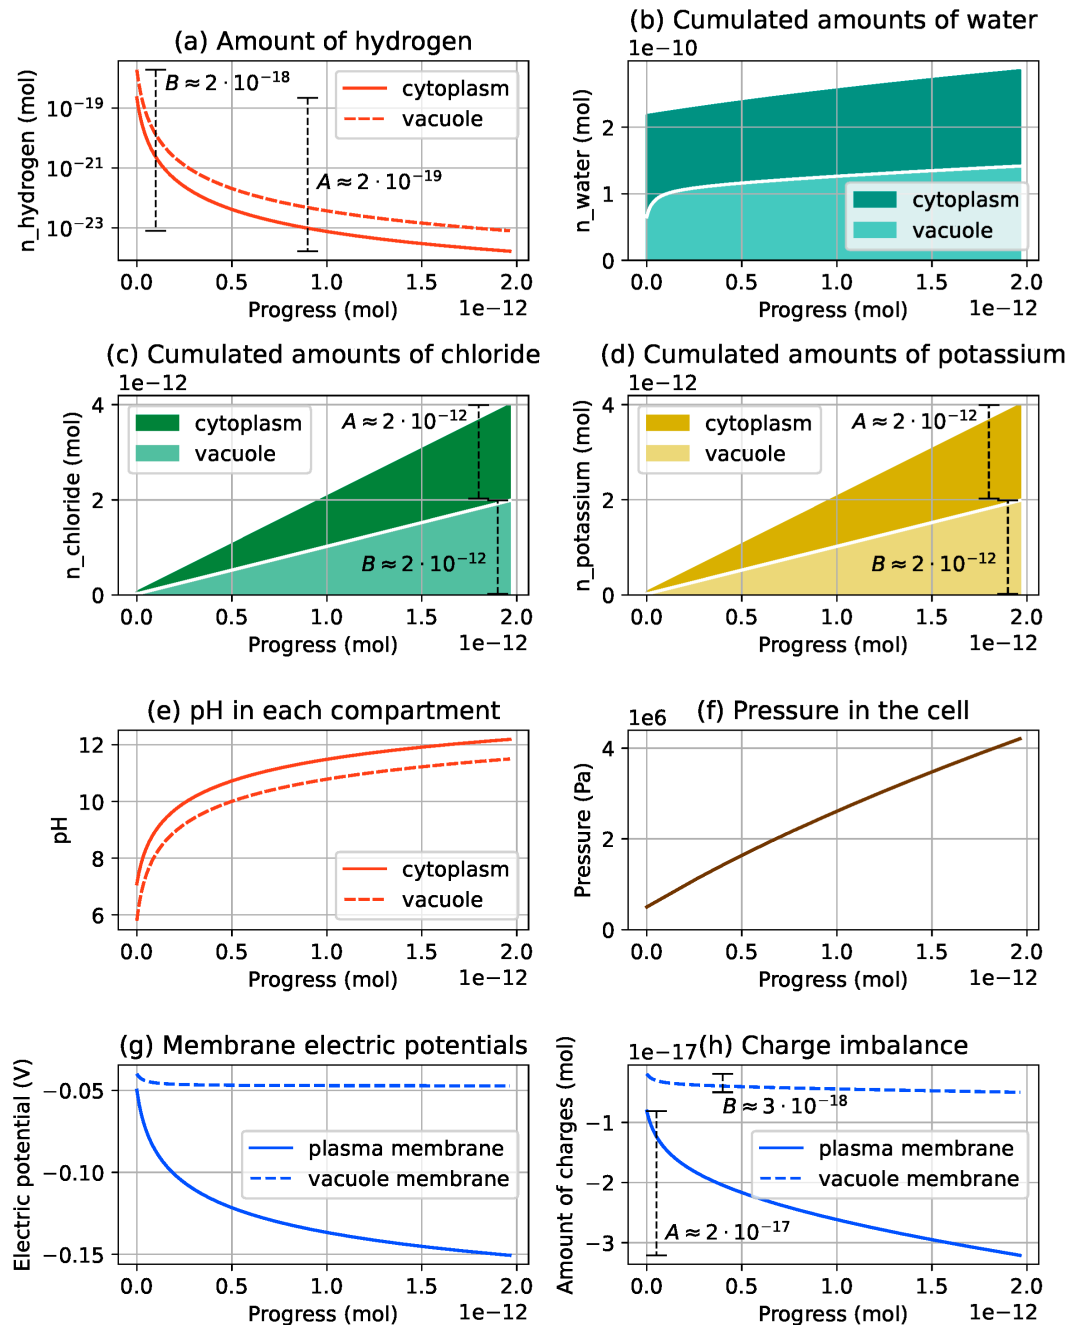 (a) Amount of hydrogen
n_hydrogen (mol)
10⁻¹⁹
10⁻²¹
10⁻²³
B ≈ 2 · 10⁻¹⁸
A ≈ 2 · 10⁻¹⁹
cytoplasm
vacuole
0.0 0.5 1.0 1.5 2.0
Progress (mol) 1e−12
(b) Cumulated amounts of water
1e−10
n_water (mol)
2
1
0
cytoplasm
vacuole
0.0 0.5 1.0 1.5 2.0
Progress (mol) 1e−12
(c) Cumulated amounts of chloride
1e−12
n_chloride (mol)
4
2
0
cytoplasm
vacuole
A ≈ 2 · 10⁻¹²
B ≈ 2 · 10⁻¹²
0.0 0.5 1.0 1.5 2.0
Progress (mol) 1e−12
(d) Cumulated amounts of potassium
1e−12
n_potassium (mol)
4
2
0
cytoplasm
vacuole
A ≈ 2 · 10⁻¹²
B ≈ 2 · 10⁻¹²
0.0 0.5 1.0 1.5 2.0
Progress (mol) 1e−12
(e) pH in each compartment
pH
12
10
8
6
cytoplasm
vacuole
0.0 0.5 1.0 1.5 2.0
Progress (mol) 1e−12
(f) Pressure in the cell
1e6
Pressure (Pa)
4
2
0
0.0 0.5 1.0 1.5 2.0
Progress (mol) 1e−12
(g) Membrane electric potentials
Electric potential (V)
−0.05
−0.10
−0.15
plasma membrane
vacuole membrane
0.0 0.5 1.0 1.5 2.0
Progress (mol) 1e−12
(h) Charge imbalance
1e−17
Amount of charges (mol)
−1
−2
−3
B ≈ 3 · 10⁻¹⁸
plasma membrane
vacuole membrane
A ≈ 2 · 10⁻¹⁷
0.0 0.5 1.0 1.5 2.0
Progress (mol) 1e−12